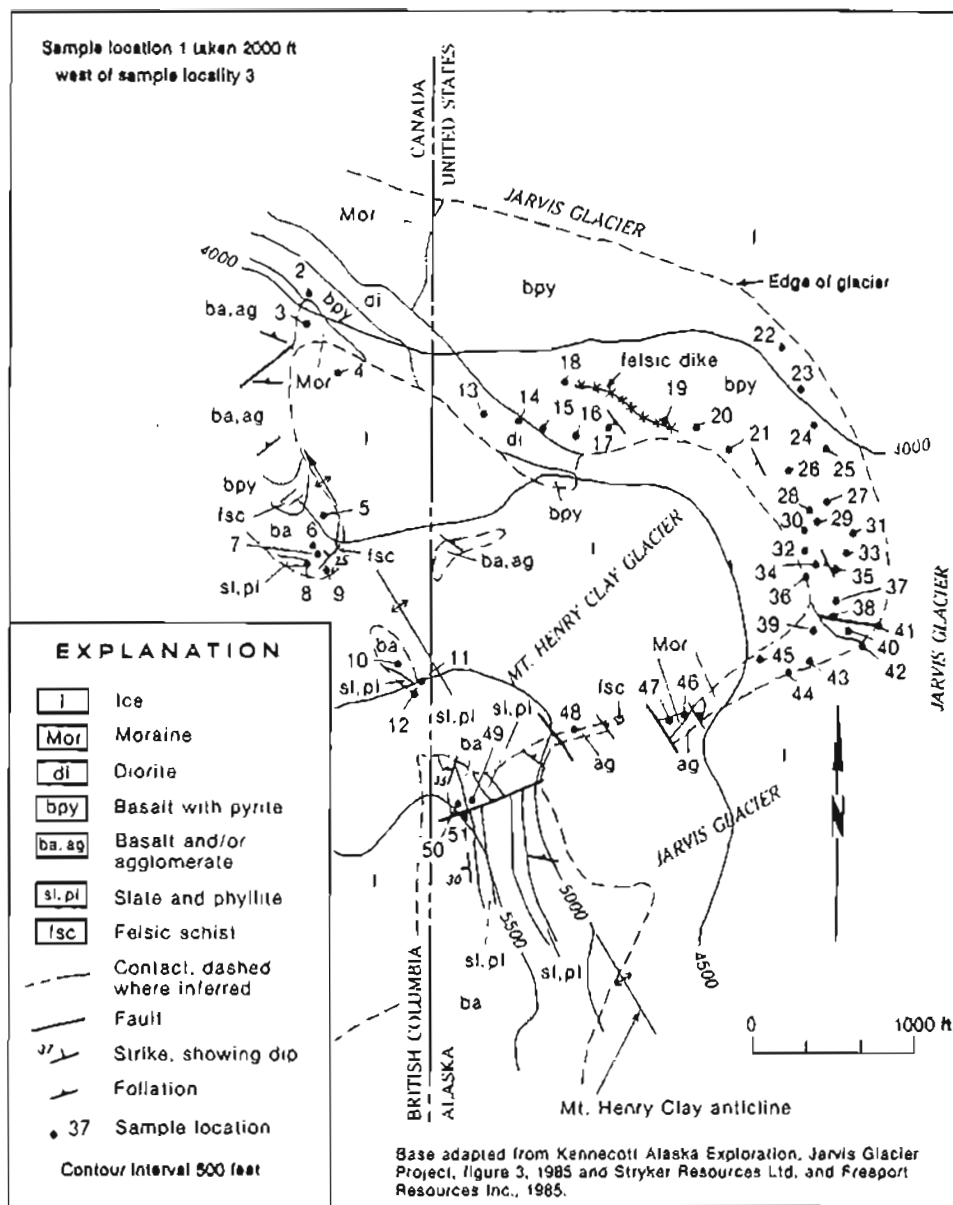 Sample location 1 taken 2000 ft
west of sample locality 3
CANADA
UNITED STATES
Mor
JARVIS GLACIER
I
4000
2
bpy
di
bpy
Edge of glacier
ba, ag
3
Mor
4
22
18
felsic dike
23
13
14
15
16
17
19
bpy
20
21
24
25
4000
ba, ag
I
di
26
bpy
fsc
5
bpy
27
28
29
30
31
ba
6
7
25
fsc
I
ba, ag
32
33
sl, pl
8
9
34
35
36
37
MT. HENRY CLAY GLACIER
38
39
41
40
42
JARVIS GLACIER
EXPLANATION
I Ice
Mor Moraine
di Diorite
bpy Basalt with pyrite
ba, ag Basalt and/or
agglomerate
sl, pl Slate and phyllite
fsc Felsic schist
Contact, dashed
where inferred
Fault
37 Strike, showing dip
Foliation
37 Sample location
Contour Interval 500 feet
ba
10
11
sl, pl
12
Mor
45
43
44
sl, pl
48
fsc
47
46
ba
49
ag
ag
I
35
51
50
JARVIS GLACIER
N
I
30
5500
5000
4500
sl, pl
sl, pl
ba
0
1000 ft
BRITISH COLUMBIA
ALASKA
Mt. Henry Clay anticline
Base adapted from Kennecott Alaska Exploration, Jarvis Glacier
Project, figure 3, 1985 and Stryker Resources Ltd. and Freeport
Resources Inc., 1985.